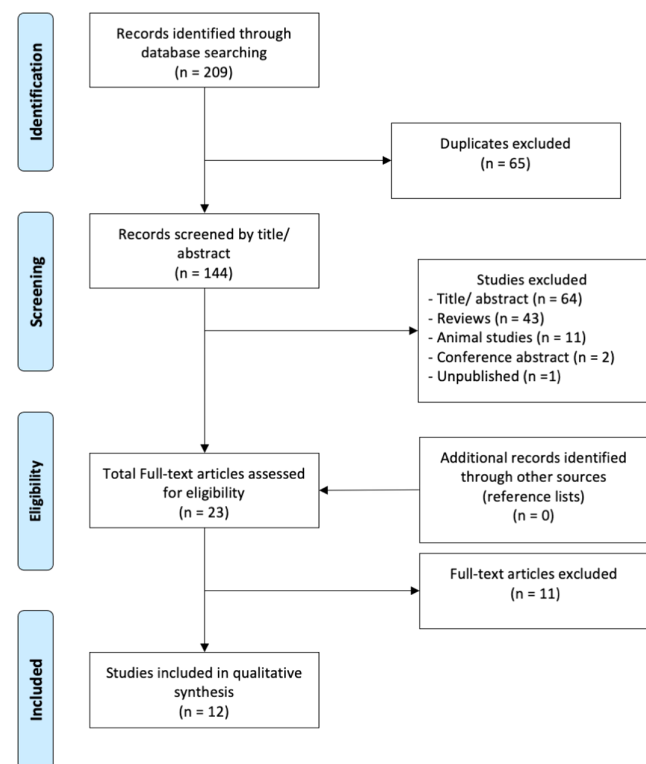 Identification
Records identified through
database searching
(n = 209)
Duplicates excluded
(n = 65)
Screening
Records screened by title/
abstract
(n = 144)
Studies excluded
- Title/ abstract (n = 64)
- Reviews (n = 43)
- Animal studies (n = 11)
- Conference abstract (n = 2)
- Unpublished (n =1)
Eligibility
Total Full-text articles assessed
for eligibility
(n = 23)
Additional records identified
through other sources
(reference lists)
(n = 0)
Full-text articles excluded
(n = 11)
Included
Studies included in qualitative
synthesis
(n = 12)